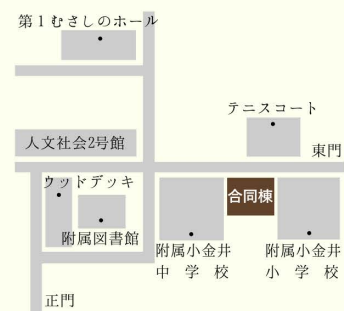 第１むさしのホール
テニスコート
人文社会2号館
東門
ウッドデッキ
合同棟
附属図書館
附属小金井
中学校
附属小金井
小学校
正門